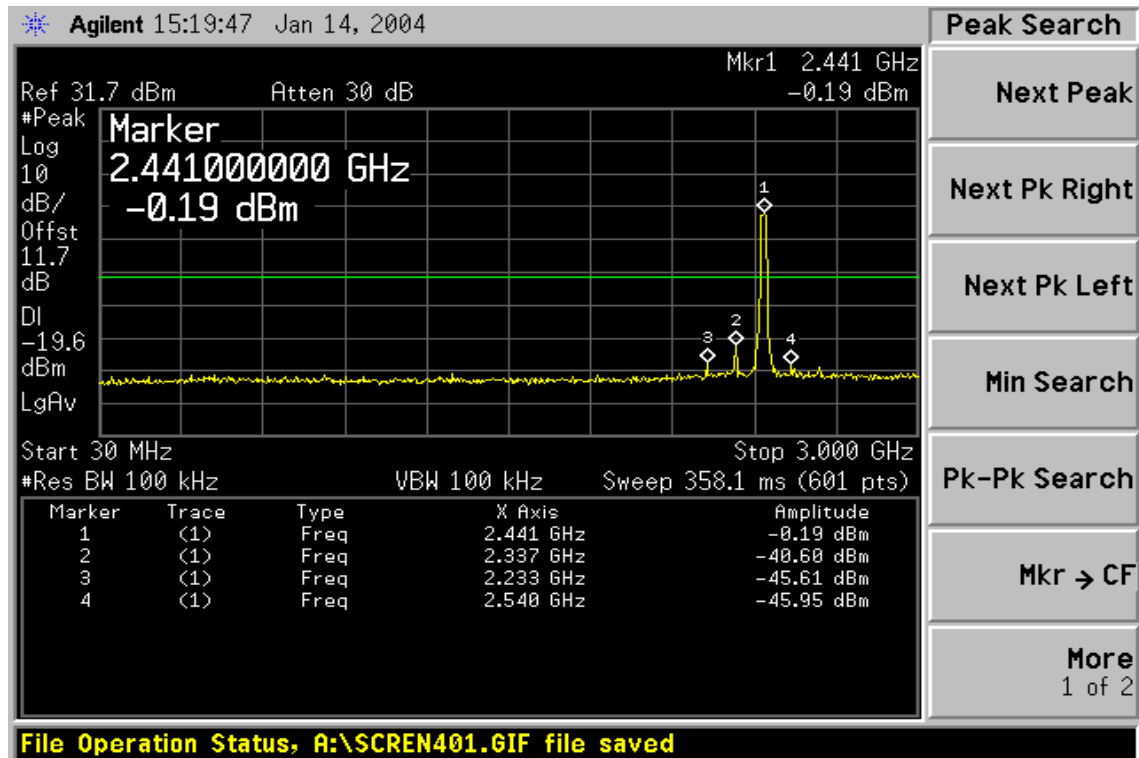 Agilent 15:19:47 Jan 14, 2004
Peak Search
Mkr1 2.441 GHz
Ref 31.7 dBm Atten 30 dB -0.19 dBm
#Peak
Log
10
dB/
Offst
11.7
dB
DI
-19.6
dBm
LgAv
Marker
2.441000000 GHz
-0.19 dBm
1
2
3
4
Start 30 MHz Stop 3.000 GHz
#Res BW 100 kHz VBW 100 kHz Sweep 358.1 ms (601 pts)
Marker Trace Type X Axis Amplitude
1 (1) Freq 2.441 GHz -0.19 dBm
2 (1) Freq 2.337 GHz -40.60 dBm
3 (1) Freq 2.233 GHz -45.61 dBm
4 (1) Freq 2.540 GHz -45.95 dBm
Next Peak
Next Pk Right
Next Pk Left
Min Search
Pk-Pk Search
Mkr → CF
More
1 of 2
File Operation Status, A:\SCREN401.GIF file saved